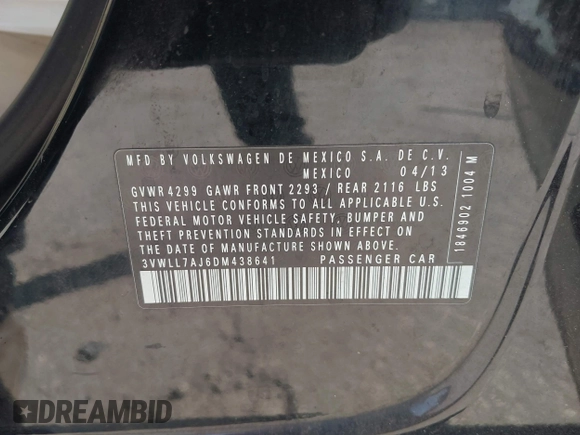 MFD BY VOLKSWAGEN DE MEXICO S.A. DE C.V.
MEXICO 04/13
GVWR 4299 GAWR FRONT 2293 / REAR 2116 LBS
THIS VEHICLE CONFORMS TO ALL APPLICABLE U.S.
FEDERAL MOTOR VEHICLE SAFETY, BUMPER AND
THEFT PREVENTION STANDARDS IN EFFECT ON
THE DATE OF MANUFACTURE SHOWN ABOVE.
3VWLL7AJ6DM438641 PASSENGER CAR
1846902 1004 M
DREAMBID